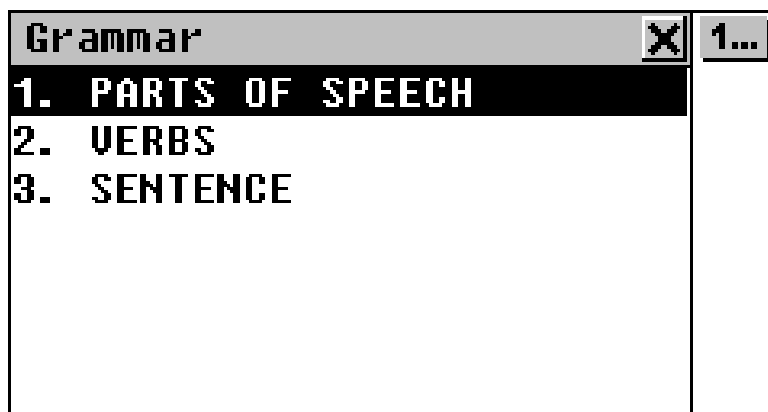 Grammar
1...
1. PARTS OF SPEECH
2. VERBS
3. SENTENCE